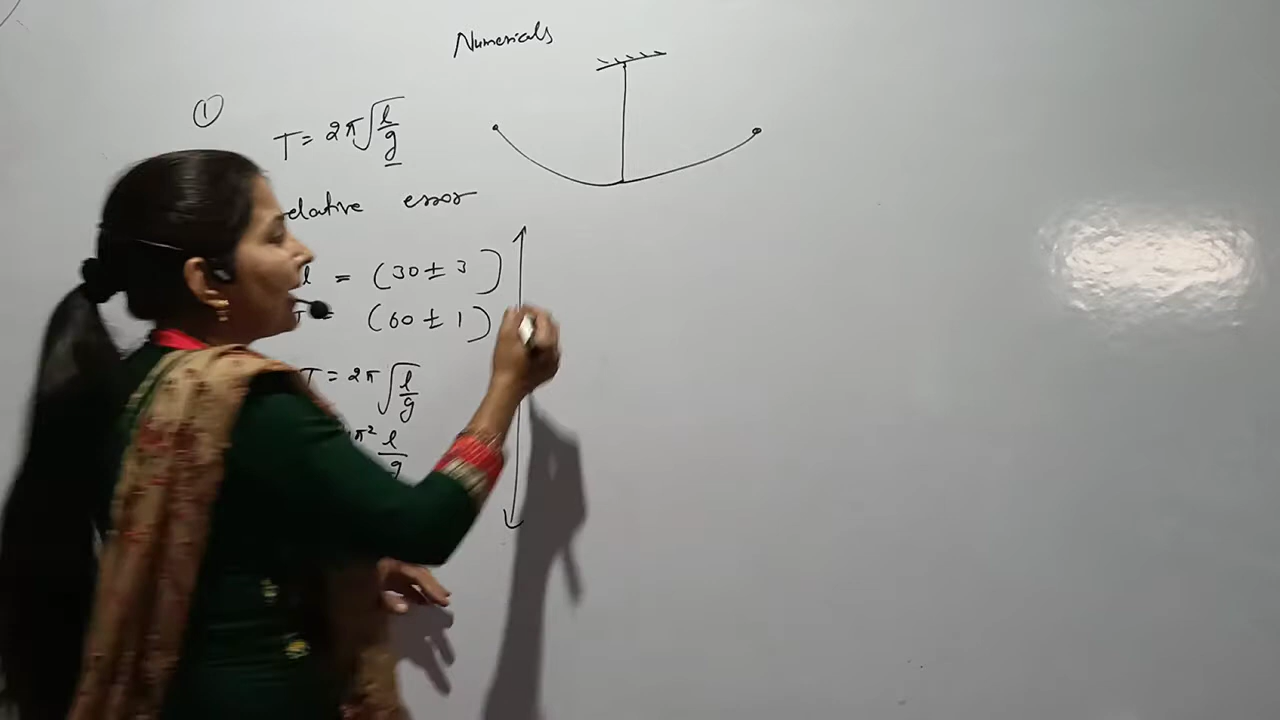 Numericals
①
T = 2π√(l/g)
relative error
l = (30 ± 3)
T = (60 ± 1)
T = 2π√(l/g)
π² l/g